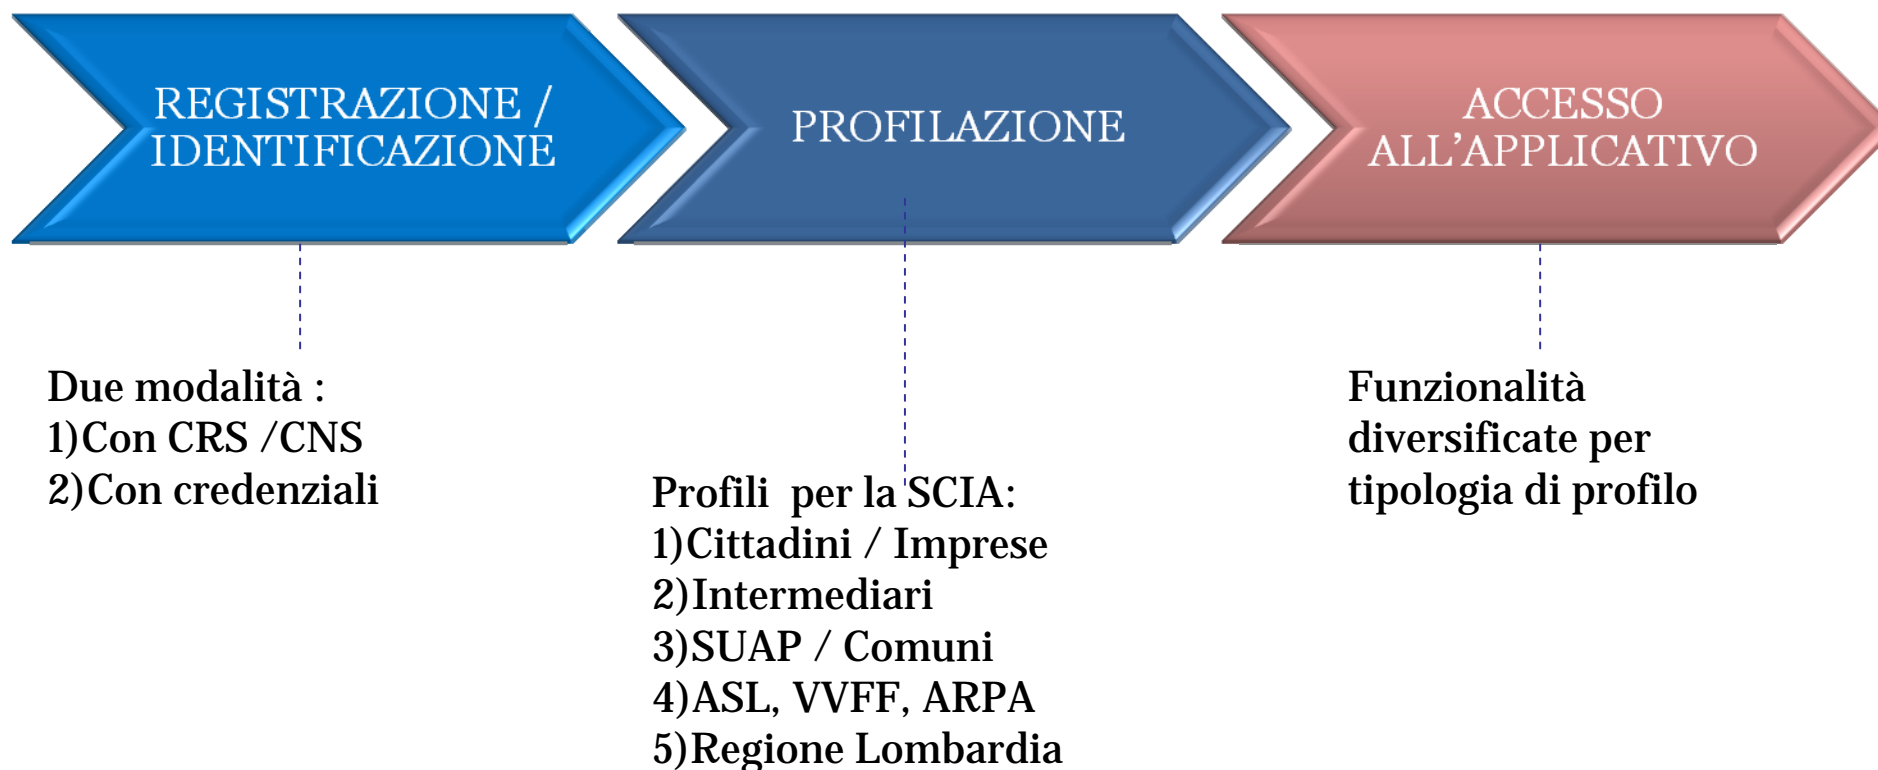 REGISTRAZIONE /
IDENTIFICAZIONE
PROFILAZIONE
ACCESSO
ALL’APPLICATIVO
Due modalità :
1)Con CRS /CNS
2)Con credenziali
Profili  per la SCIA:
1)Cittadini / Imprese
2)Intermediari
3)SUAP / Comuni
4)ASL, VVFF, ARPA
5)Regione Lombardia
Funzionalità
diversificate per
tipologia di profilo